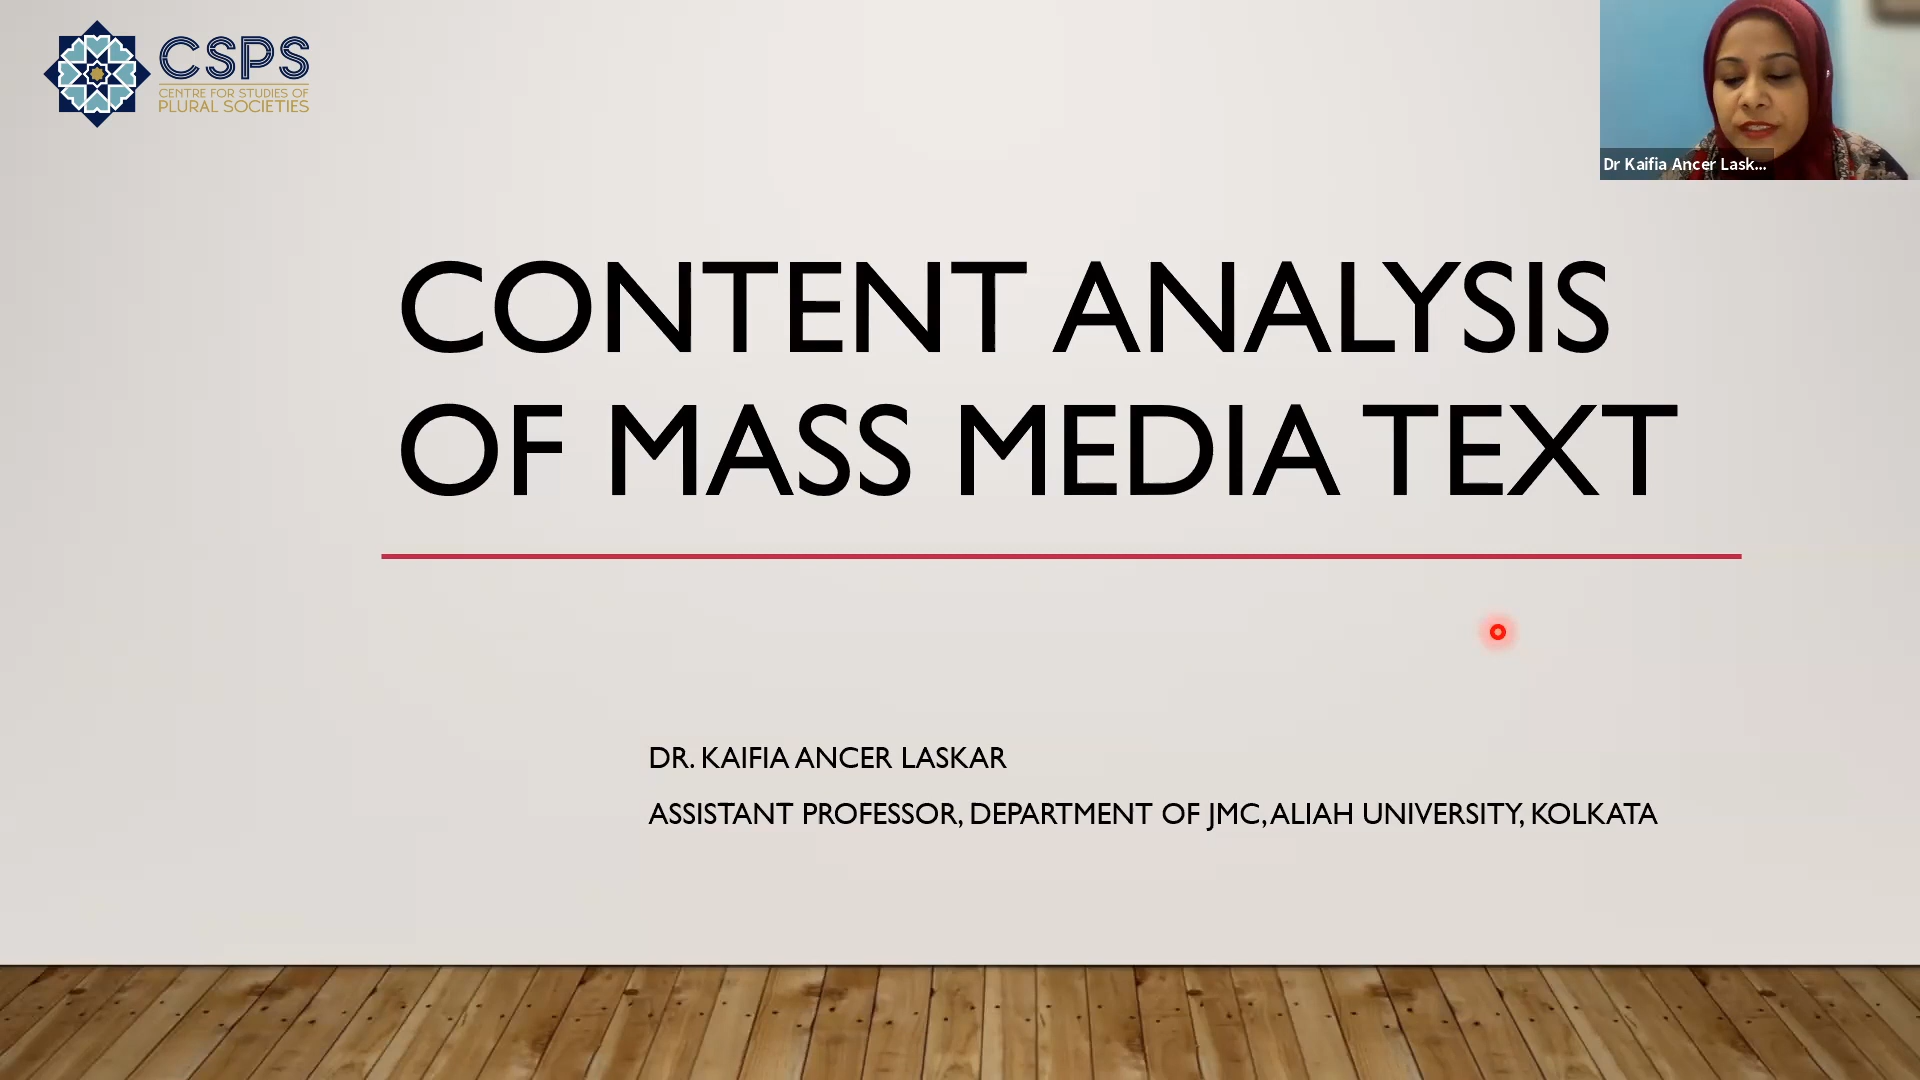 CSPS
CENTRE FOR STUDIES OF
PLURAL SOCIETIES
Dr Kaifia Ancer Lask...
CONTENT ANALYSIS
OF MASS MEDIA TEXT
DR. KAIFIA ANCER LASKAR
ASSISTANT PROFESSOR, DEPARTMENT OF JMC, ALIAH UNIVERSITY, KOLKATA